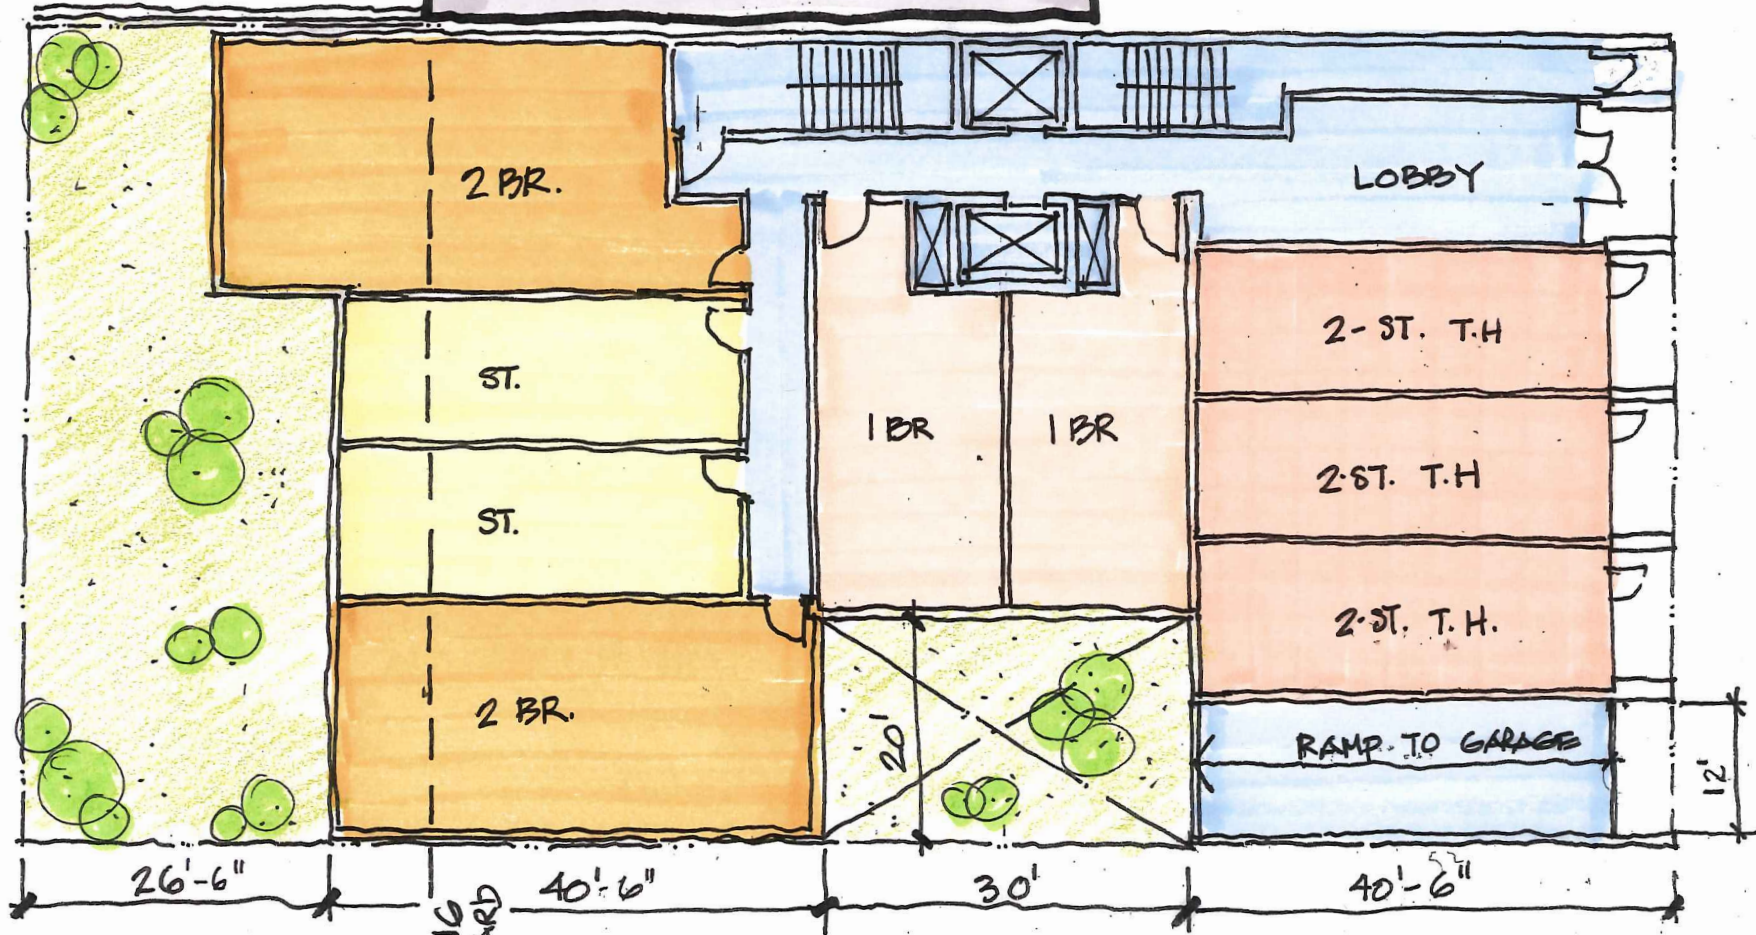 2 BR.
LOBBY
2-ST. T.H
ST.
1 BR
1 BR
2-ST. T.H
ST.
2-ST. T.H.
2 BR.
20'
RAMP TO GARAGE
12'
26'-6"
40'-6"
30'
40'-6"